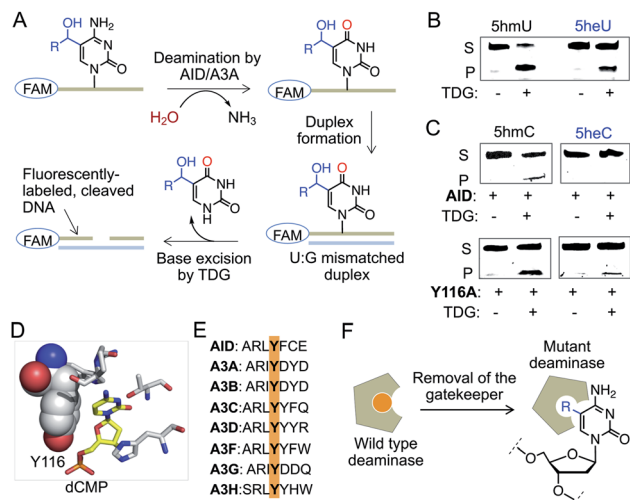 A
OH
NH₂
R
N
N
O
FAM
Deamination by
AID/A3A
H₂O
NH₃
OH
O
R
NH
N
O
FAM
Duplex
formation
OH
O
R
NH
N
O
FAM
U:G mismatched
duplex
Base excision
by TDG
OH
O
R
NH
N
H
O
Fluorescently-
labeled, cleaved
DNA
FAM
B
5hmU
5heU
S
P
TDG:
- + - +
C
5hmC
5heC
S
P
AID:
+ + + +
TDG:
- + - +
S
P
Y116A:
+ + + +
TDG:
- + - +
D
Y116
dCMP
E
AID: ARLYFCE
A3A: ARIYDYD
A3B: ARIYDYD
A3C: ARLYYFQ
A3D: ARLYYYR
A3F: ARLYYFW
A3G: ARIYDDQ
A3H: SRLYYHW
F
Wild type
deaminase
Removal of the
gatekeeper
Mutant
deaminase
NH₂
R
N
N
O
O
O
O